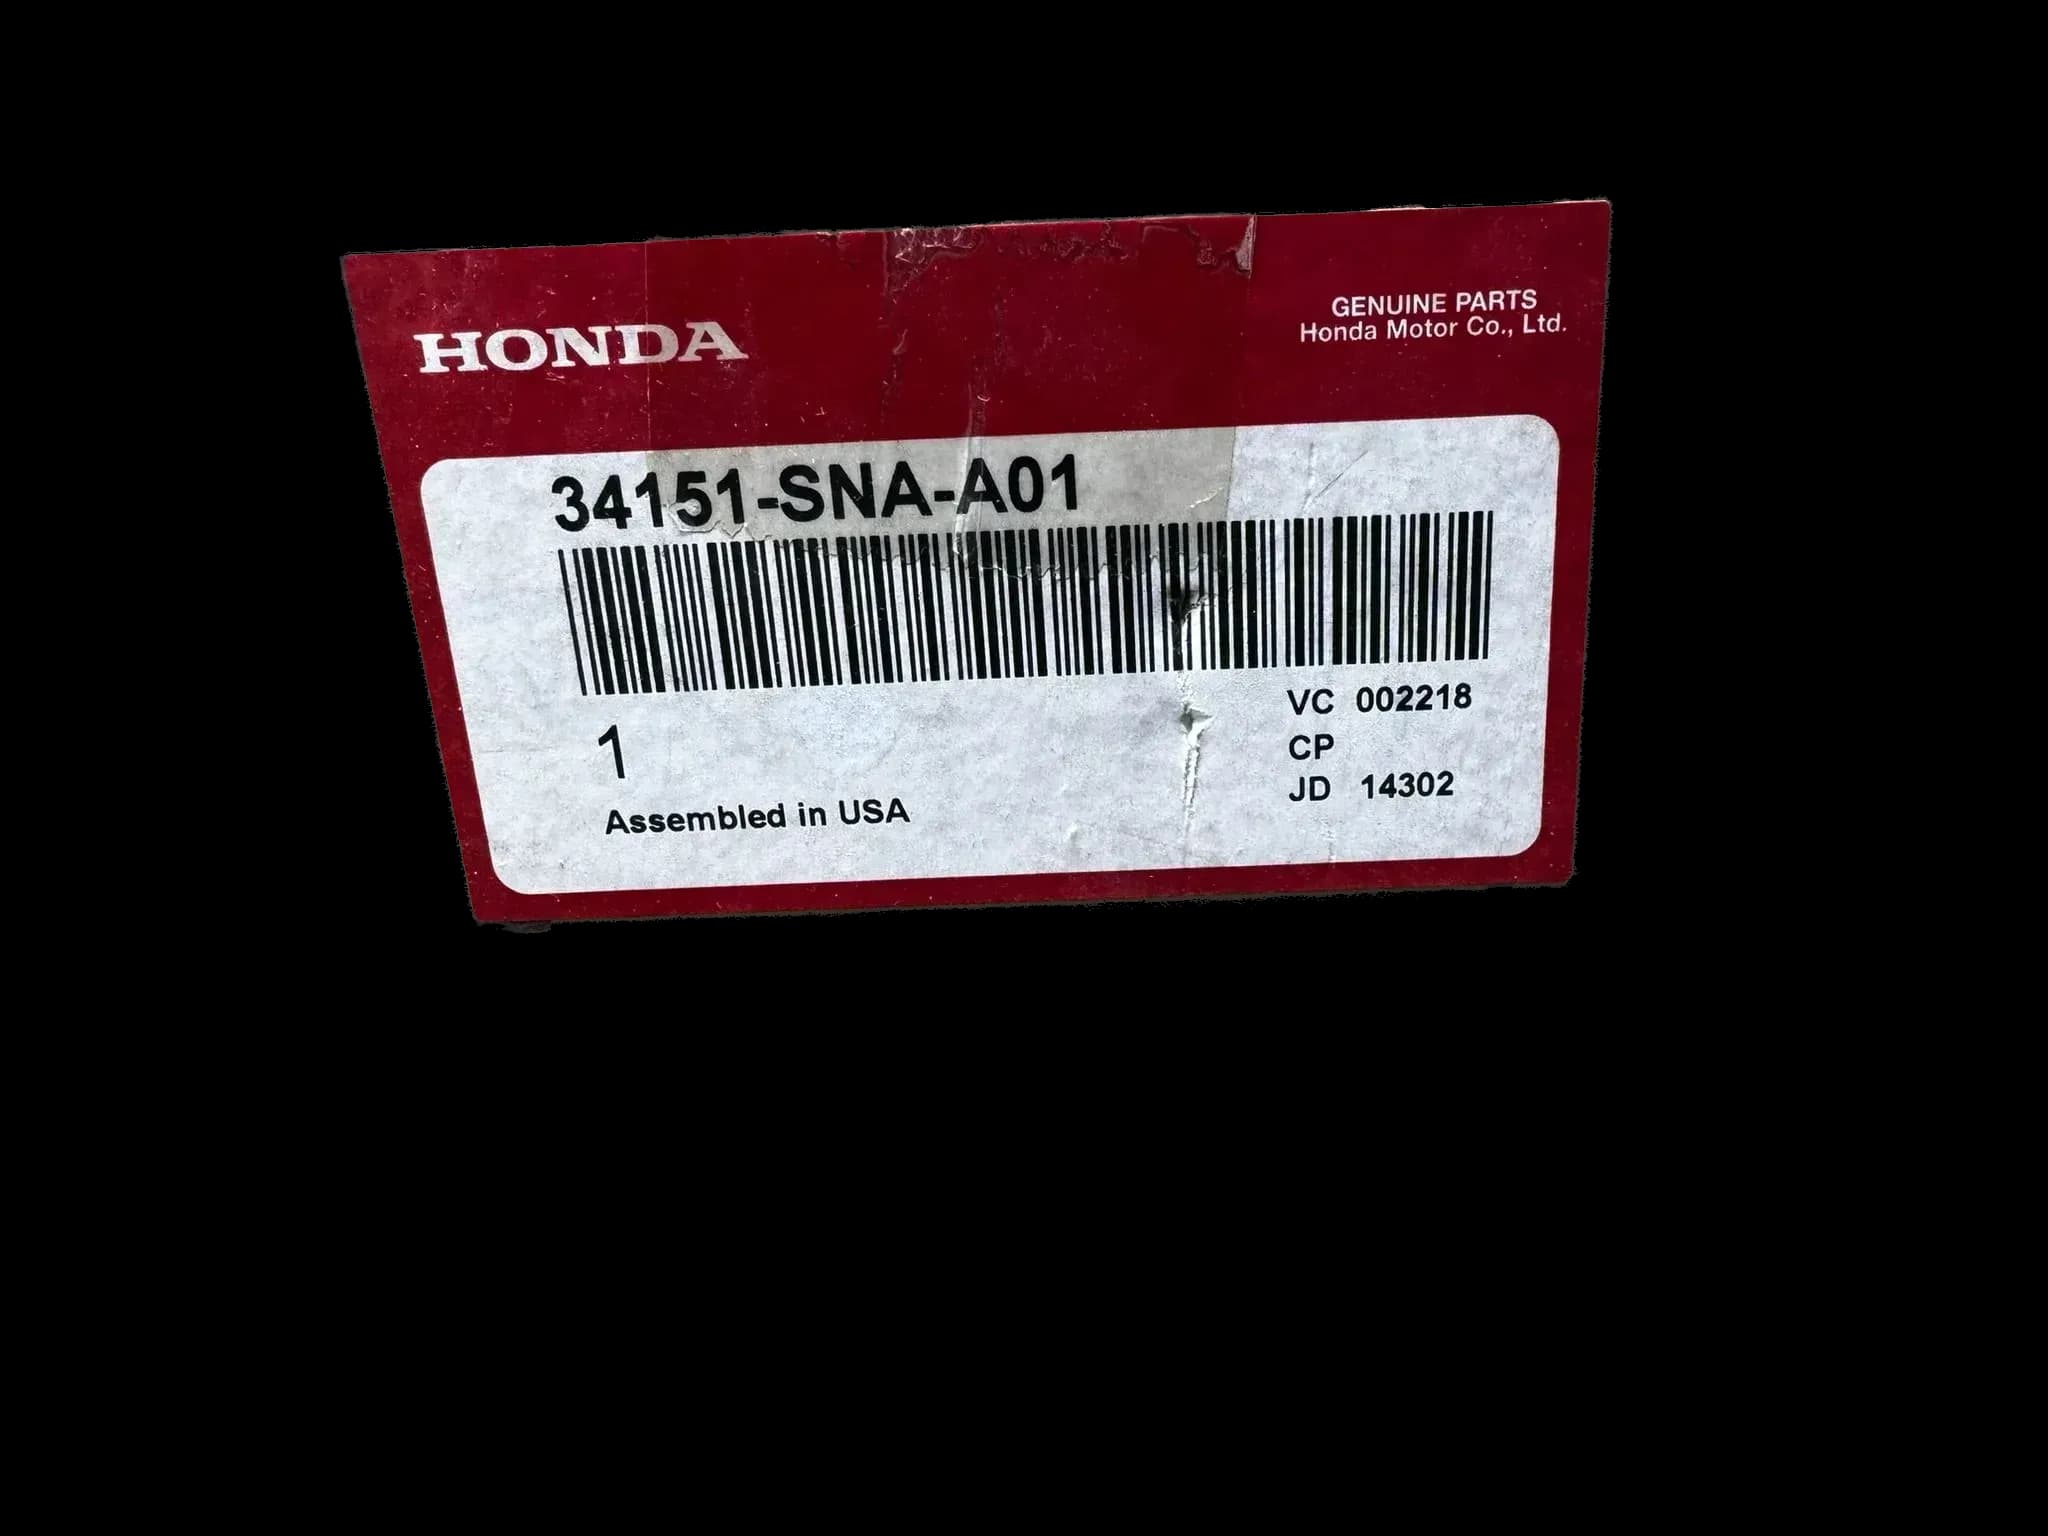 HONDA
GENUINE PARTS
Honda Motor Co., Ltd.
34151-SNA-A01
1
Assembled in USA
VC 002218
CP
JD 14302